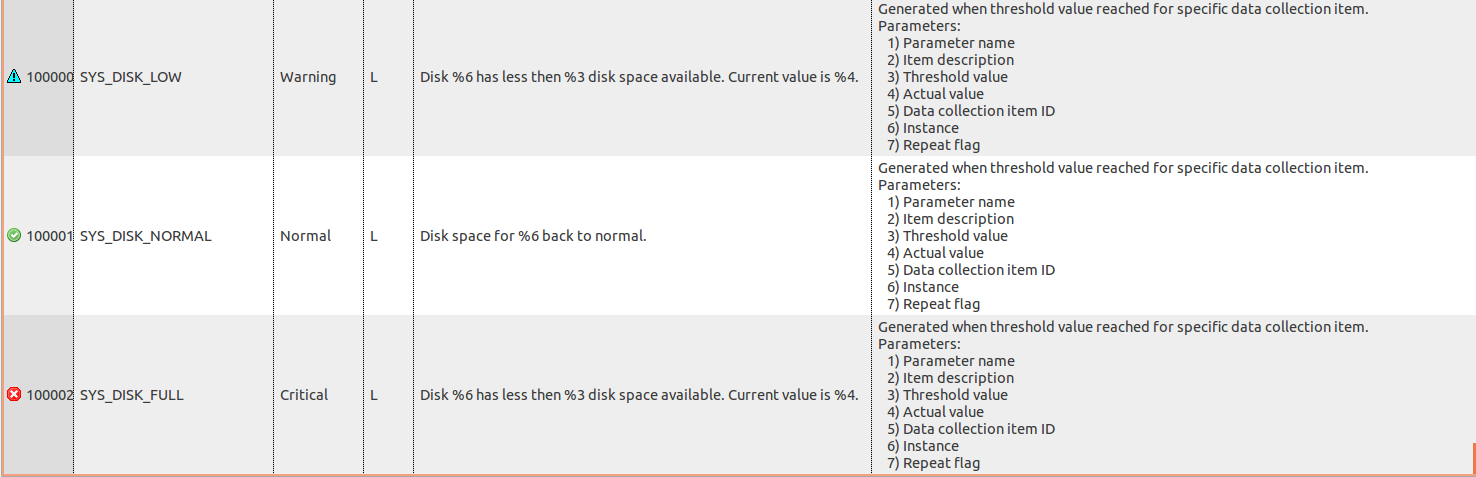 Generated when threshold value reached for specific data collection item.
Parameters:
1) Parameter name
2) Item description
3) Threshold value
4) Actual value
5) Data collection item ID
6) Instance
7) Repeat flag
100000 SYS_DISK_LOW Warning L Disk %6 has less then %3 disk space available. Current value is %4.
Generated when threshold value reached for specific data collection item.
Parameters:
1) Parameter name
2) Item description
3) Threshold value
4) Actual value
5) Data collection item ID
6) Instance
7) Repeat flag
100001 SYS_DISK_NORMAL Normal L Disk space for %6 back to normal.
Generated when threshold value reached for specific data collection item.
Parameters:
1) Parameter name
2) Item description
3) Threshold value
4) Actual value
5) Data collection item ID
6) Instance
7) Repeat flag
100002 SYS_DISK_FULL Critical L Disk %6 has less then %3 disk space available. Current value is %4.